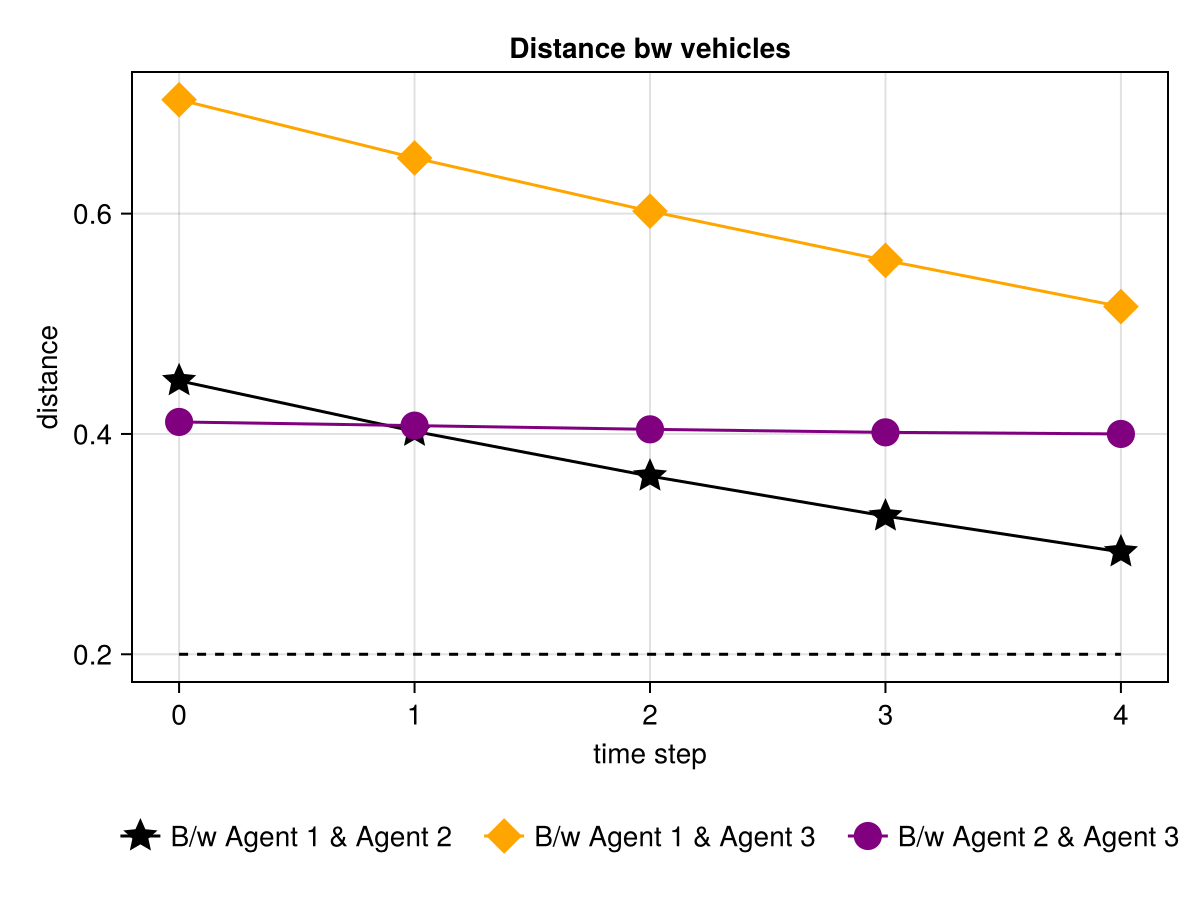 Distance bw vehicles
distance
0.6
0.4
0.2
0 1 2 3 4
time step
B/w Agent 1 & Agent 2 B/w Agent 1 & Agent 3 B/w Agent 2 & Agent 3